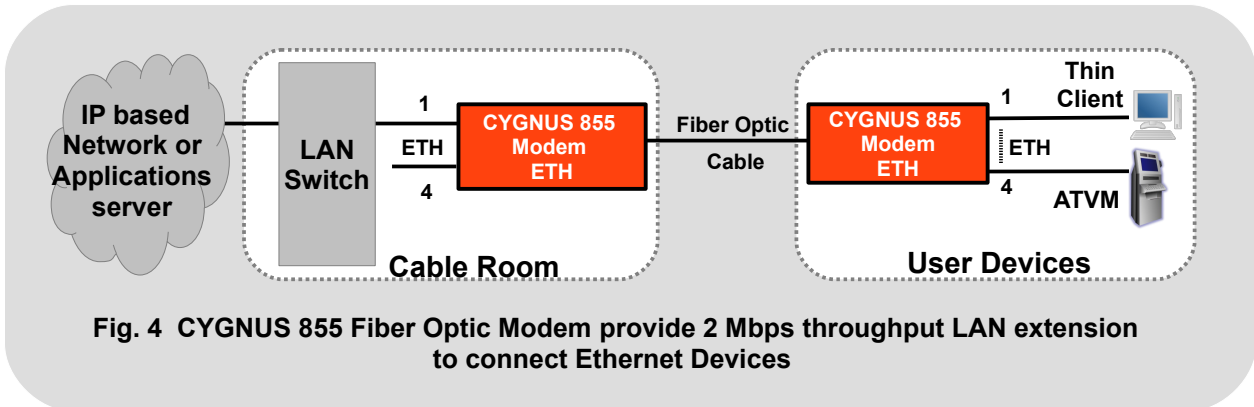 IP based
Network or
Applications
server
LAN
Switch
1
ETH
4
CYGNUS 855
Modem
ETH
Cable Room
Fiber Optic
Cable
CYGNUS 855
Modem
ETH
1
ETH
4
Thin
Client
ATVM
User Devices
Fig. 4 CYGNUS 855 Fiber Optic Modem provide 2 Mbps throughput LAN extension
to connect Ethernet Devices